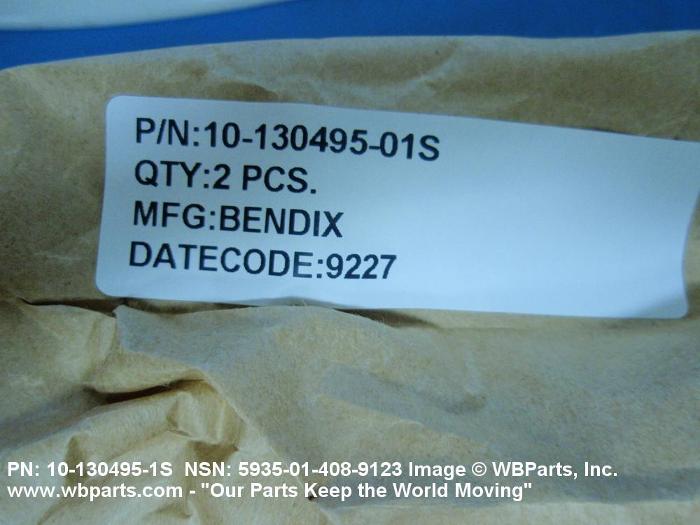 P/N:10-130495-01S
QTY:2 PCS.
MFG:BENDIX
DATECODE:9227
PN: 10-130495-1S  NSN: 5935-01-408-9123 Image © WBParts, Inc.
www.wbparts.com - "Our Parts Keep the World Moving"